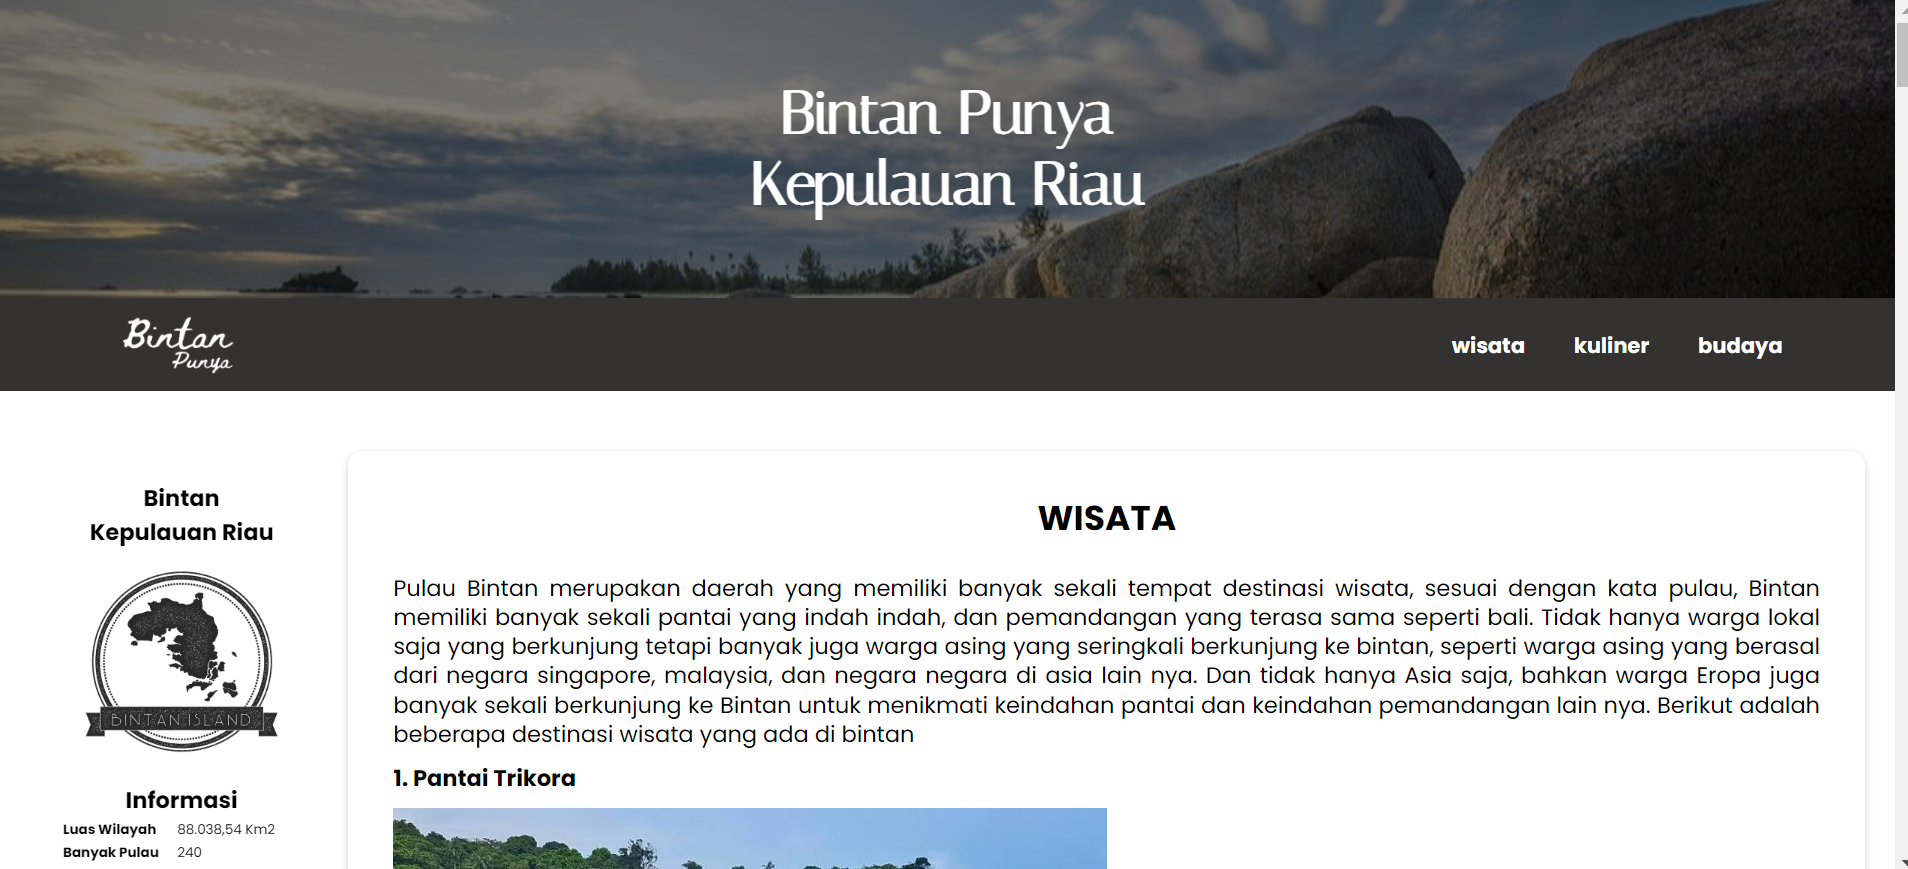 Bintan Punya
Kepulauan Riau
Bintan
Punya
wisata kuliner budaya
Bintan
Kepulauan Riau
BINTAN ISLAND
Informasi
Luas Wilayah 88.038,54 Km2
Banyak Pulau 240
WISATA
Pulau Bintan merupakan daerah yang memiliki banyak sekali tempat destinasi wisata, sesuai dengan kata pulau, Bintan
memiliki banyak sekali pantai yang indah indah, dan pemandangan yang terasa sama seperti bali. Tidak hanya warga lokal
saja yang berkunjung tetapi banyak juga warga asing yang seringkali berkunjung ke bintan, seperti warga asing yang berasal
dari negara singapore, malaysia, dan negara negara di asia lain nya. Dan tidak hanya Asia saja, bahkan warga Eropa juga
banyak sekali berkunjung ke Bintan untuk menikmati keindahan pantai dan keindahan pemandangan lain nya. Berikut adalah
beberapa destinasi wisata yang ada di bintan
1. Pantai Trikora